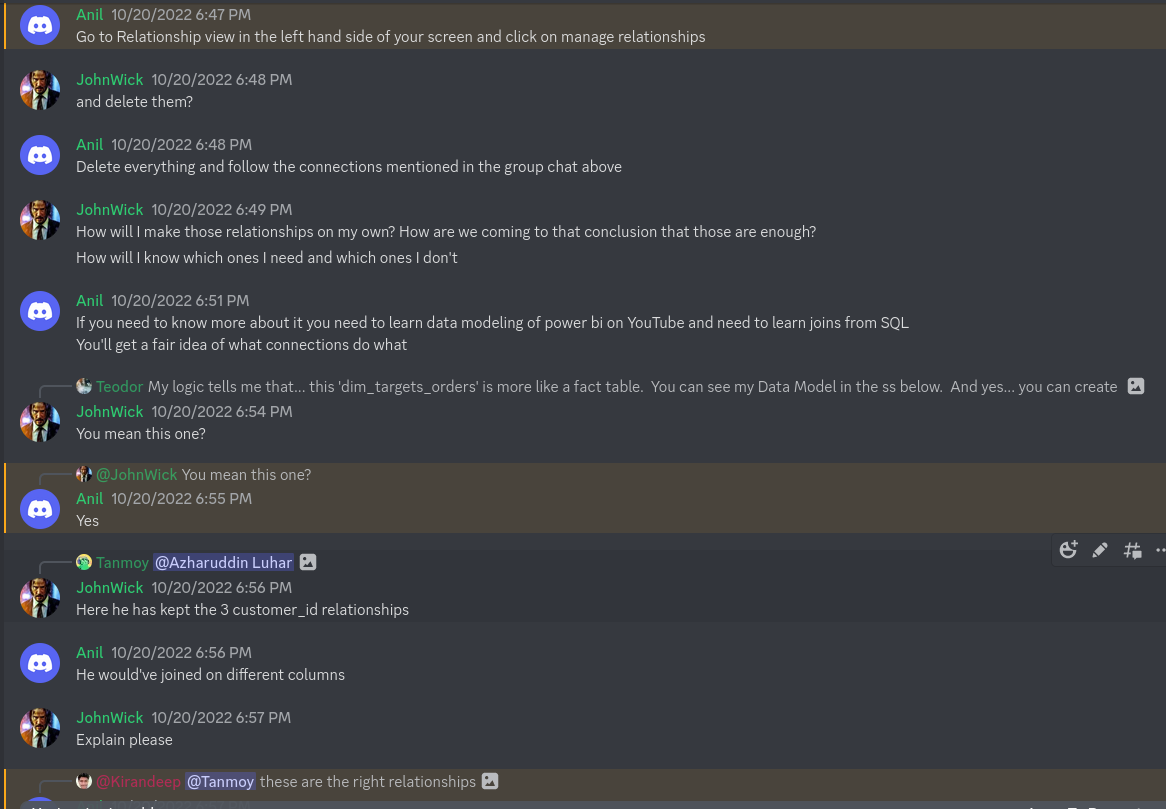 Anil 10/20/2022 6:47 PM
Go to Relationship view in the left hand side of your screen and click on manage relationships
JohnWick 10/20/2022 6:48 PM
and delete them?
Anil 10/20/2022 6:48 PM
Delete everything and follow the connections mentioned in the group chat above
JohnWick 10/20/2022 6:49 PM
How will I make those relationships on my own? How are we coming to that conclusion that those are enough?
How will I know which ones I need and which ones I don't
Anil 10/20/2022 6:51 PM
If you need to know more about it you need to learn data modeling of power bi on YouTube and need to learn joins from SQL
You'll get a fair idea of what connections do what
Teodor My logic tells me that... this 'dim_targets_orders' is more like a fact table. You can see my Data Model in the ss below. And yes... you can create
JohnWick 10/20/2022 6:54 PM
You mean this one?
@JohnWick You mean this one?
Anil 10/20/2022 6:55 PM
Yes
Tanmoy @Azharuddin Luhar
JohnWick 10/20/2022 6:56 PM
Here he has kept the 3 customer_id relationships
Anil 10/20/2022 6:56 PM
He would've joined on different columns
JohnWick 10/20/2022 6:57 PM
Explain please
@Kirandeep @Tanmoy these are the right relationships